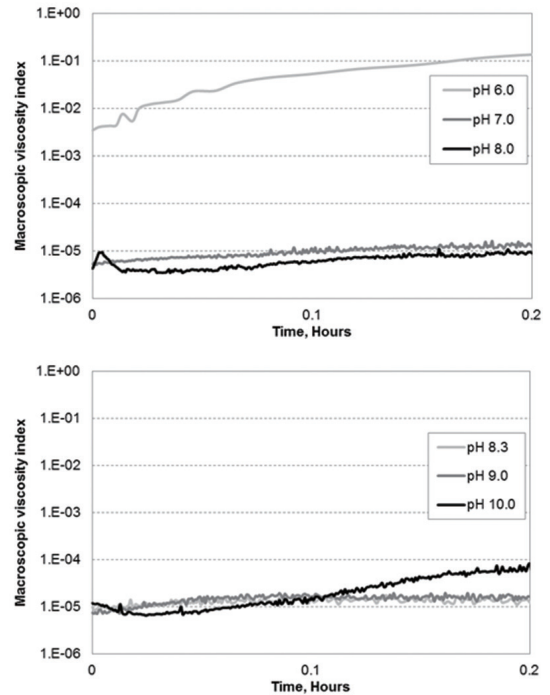 Macroscopic viscosity index
1.E+00
1.E-01
1.E-02
1.E-03
1.E-04
1.E-05
1.E-06
pH 6.0
pH 7.0
pH 8.0
0
0.1
0.2
Time, Hours
Macroscopic viscosity index
1.E+00
1.E-01
1.E-02
1.E-03
1.E-04
1.E-05
1.E-06
pH 8.3
pH 9.0
pH 10.0
0
0.1
0.2
Time, Hours